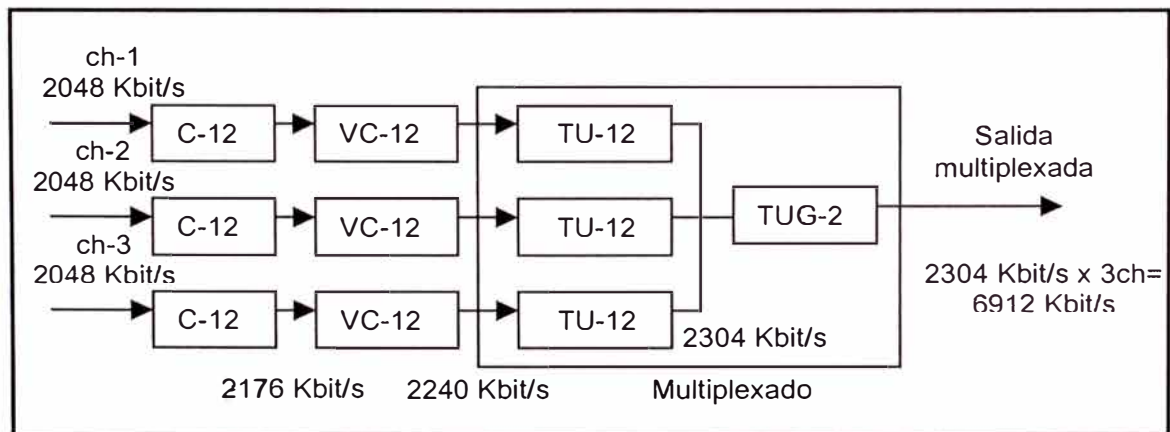 ch-1
2048 Kbit/s
C-12
VC-12
TU-12
ch-2
2048 Kbit/s
C-12
VC-12
TU-12
TUG-2
Salida
multiplexada
ch-3
2048 Kbit/s
C-12
VC-12
TU-12
2304 Kbit/s x 3ch=
6912 Kbit/s
2304 Kbit/s
2176 Kbit/s
2240 Kbit/s
Multiplexado